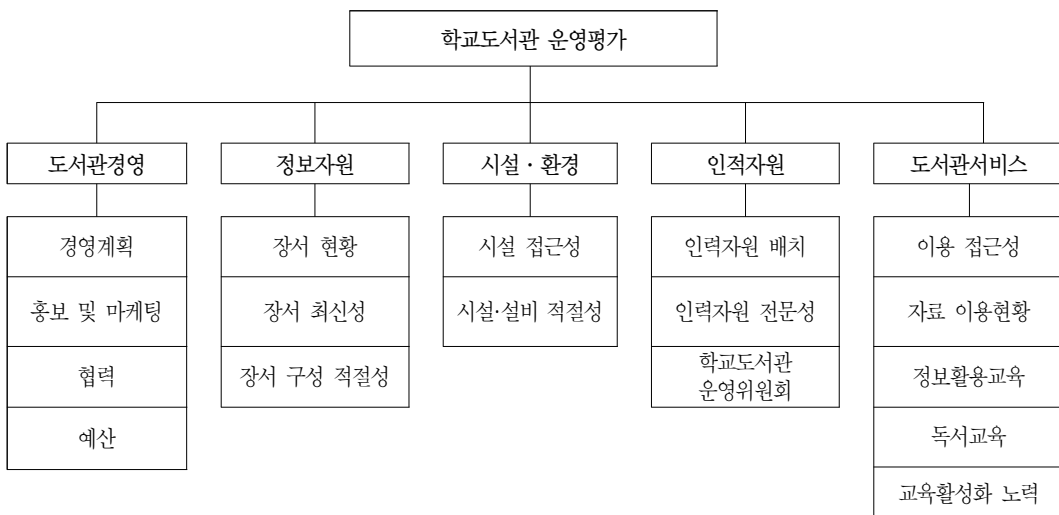 학교도서관 운영평가
도서관경영
경영계획
홍보 및 마케팅
협력
예산
정보자원
장서 현황
장서 최신성
장서 구성 적절성
시설 · 환경
시설 접근성
시설·설비 적절성
인적자원
인력자원 배치
인력자원 전문성
학교도서관
운영위원회
도서관서비스
이용 접근성
자료 이용현황
정보활용교육
독서교육
교육활성화 노력